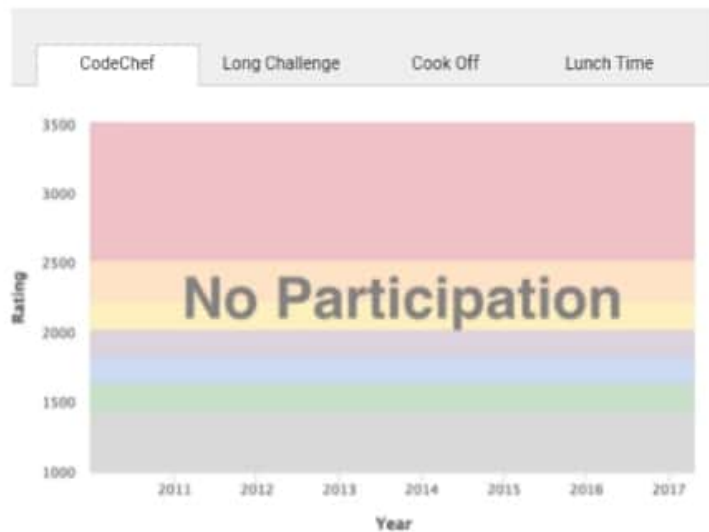 CodeChef Long Challenge Cook Off Lunch Time
3500
3000
2500
No Participation
Rating
2000
1500
1000
2011 2012 2013 2014 2015 2016 2017
Year